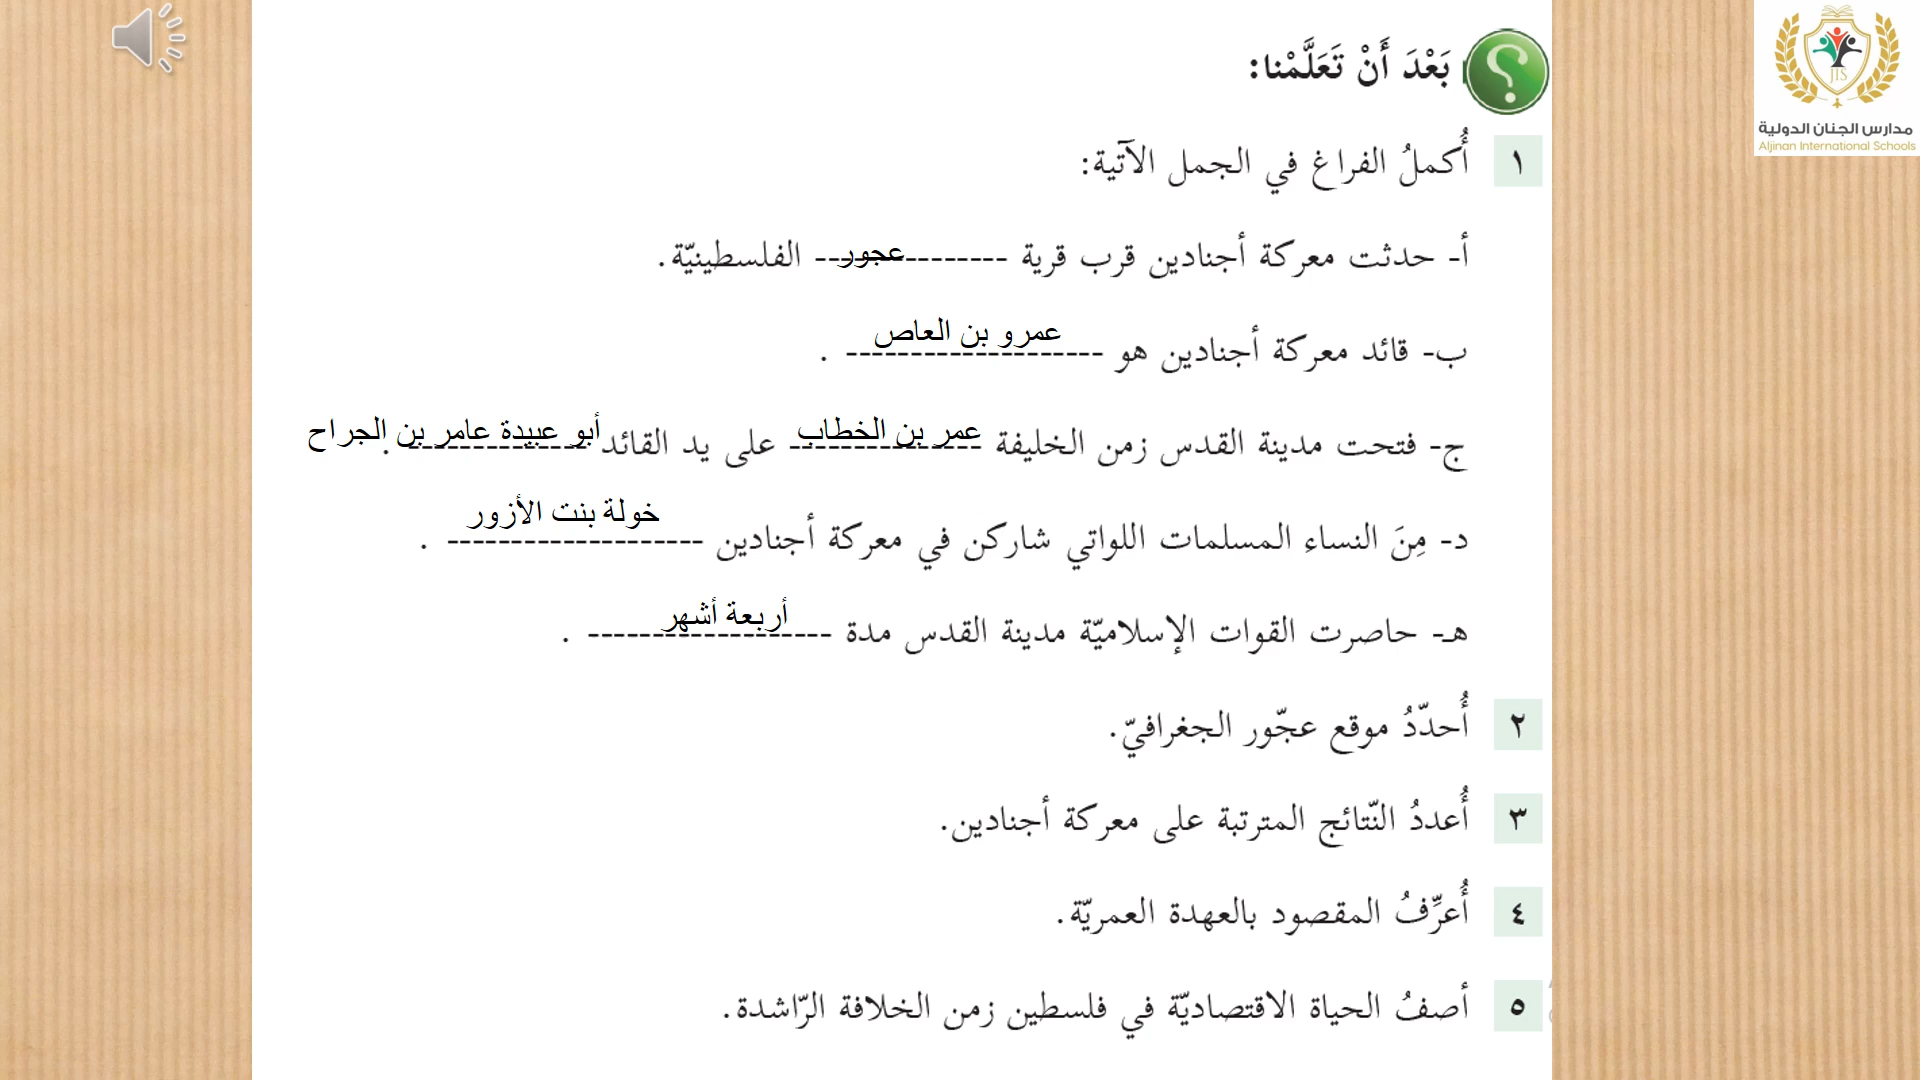 بَعْدَ أَنْ تَعَلَّمْنا:
مدارس الجنان الدولية
Aljinan International Schools
JIS
١ أُكملُ الفراغ في الجمل الآتية:
أ- حدثت معركة أجنادين قرب قرية عجور الفلسطينيّة.
ب- قائد معركة أجنادين هو عمرو بن العاص .
ج- فتحت مدينة القدس زمن الخليفة عمر بن الخطاب على يد القائد أبو عبيدة عامر بن الجراح .
د- مِنَ النساء المسلمات اللواتي شاركن في معركة أجنادين خولة بنت الأزور .
هـ- حاصرت القوات الإسلاميّة مدينة القدس مدة أربعة أشهر .
٢ أُحدّدُ موقع عجّور الجغرافيّ.
٣ أُعددُ النّتائج المترتبة على معركة أجنادين.
٤ أُعرِّفُ المقصود بالعهدة العمريّة.
٥ أصفُ الحياة الاقتصاديّة في فلسطين زمن الخلافة الرّاشدة.